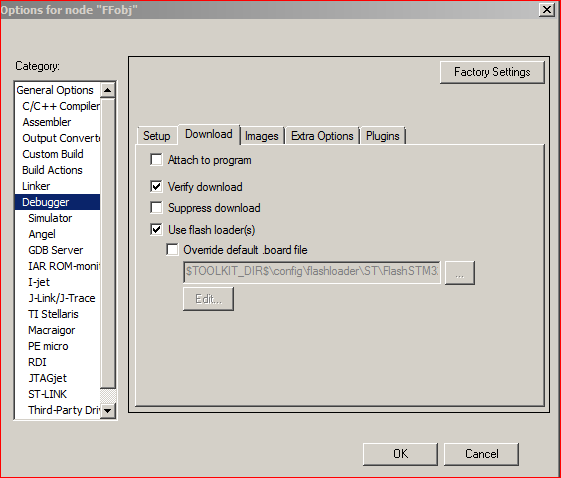 Options for node "FFobj"
Category:
Factory Settings
General Options
C/C++ Compiler
Assembler
Output Converte
Custom Build
Build Actions
Linker
Debugger
Simulator
Angel
GDB Server
IAR ROM-monit
I-jet
J-Link/J-Trace
TI Stellaris
Macraigor
PE micro
RDI
JTAGjet
ST-LINK
Third-Party Driv
Setup Download Images Extra Options Plugins
Attach to program
Verify download
Suppress download
Use flash loader(s)
Override default .board file
$TOOLKIT_DIR$\config\flashloader\ST\FlashSTM3 ...
Edit...
OK Cancel